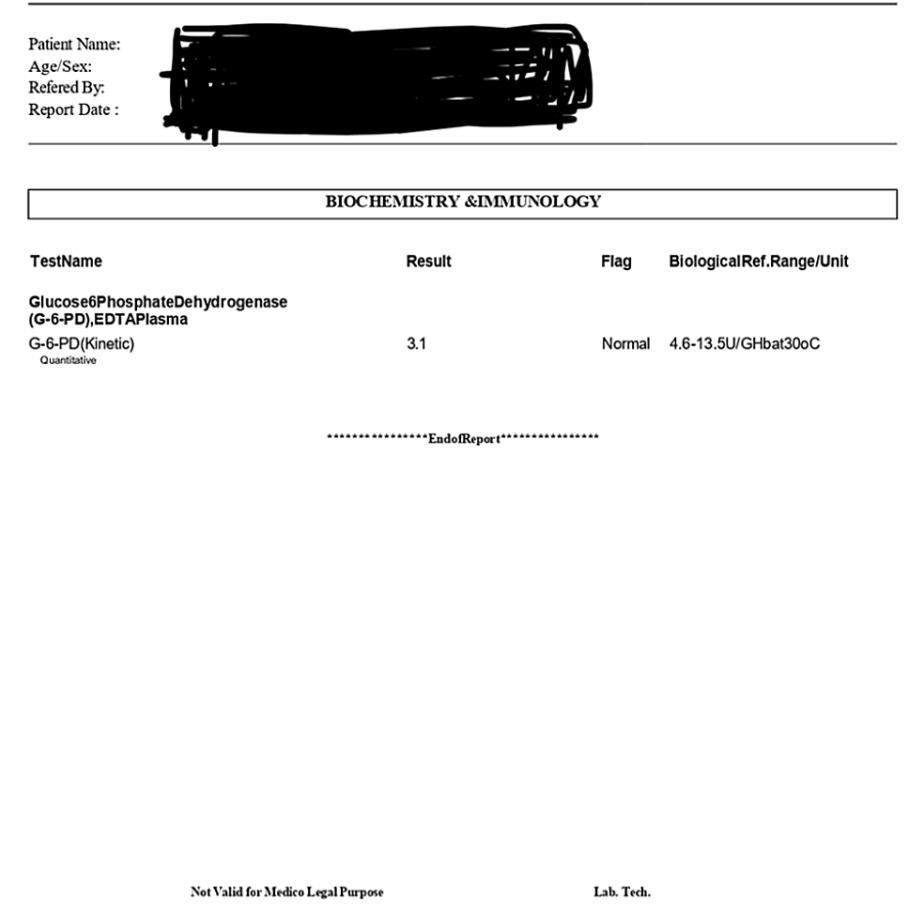 Patient Name:
Age/Sex:
Refered By:
Report Date :
BIOCHEMISTRY &IMMUNOLOGY
TestName Result Flag BiologicalRef.Range/Unit
Glucose6PhosphateDehydrogenase
(G-6-PD),EDTAPlasma
G-6-PD(Kinetic) 3.1 Normal 4.6-13.5U/GHbat30oC
Quantitative
****************EndofReport****************
Not Valid for Medico Legal Purpose Lab. Tech.